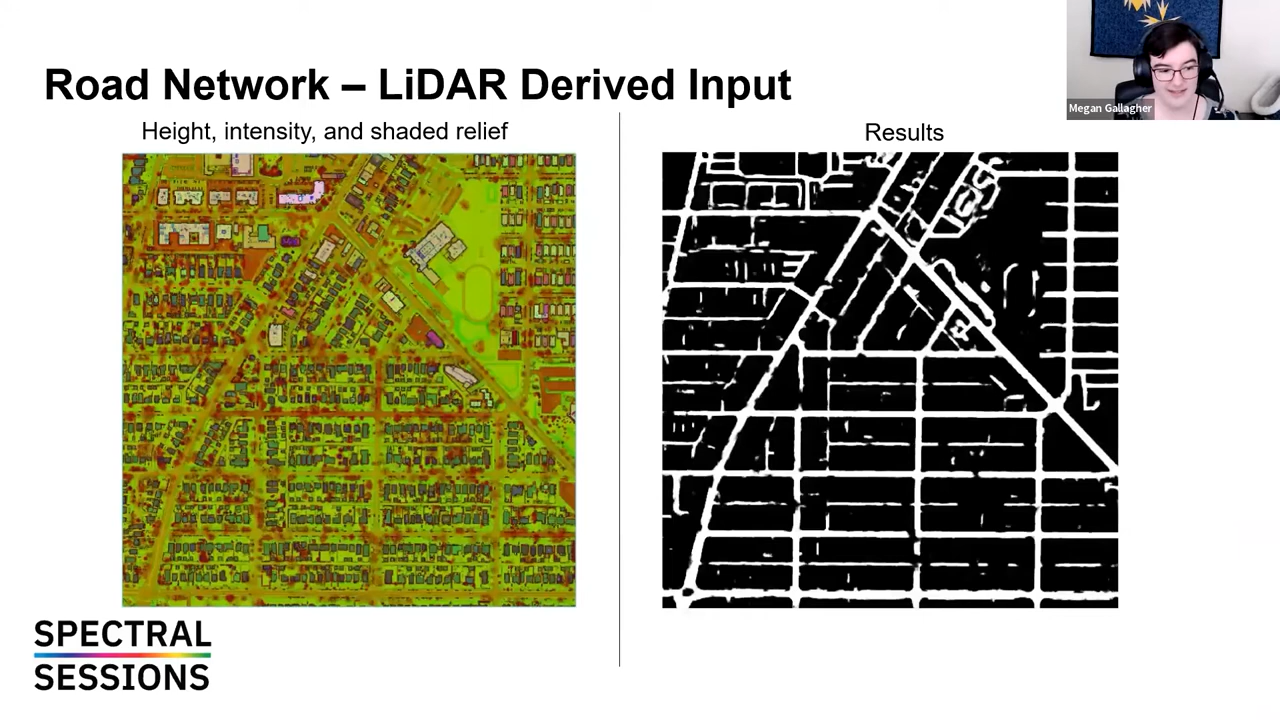 Road Network – LiDAR Derived Input
Height, intensity, and shaded relief
Results
Megan Gallagher
SPECTRAL
SESSIONS